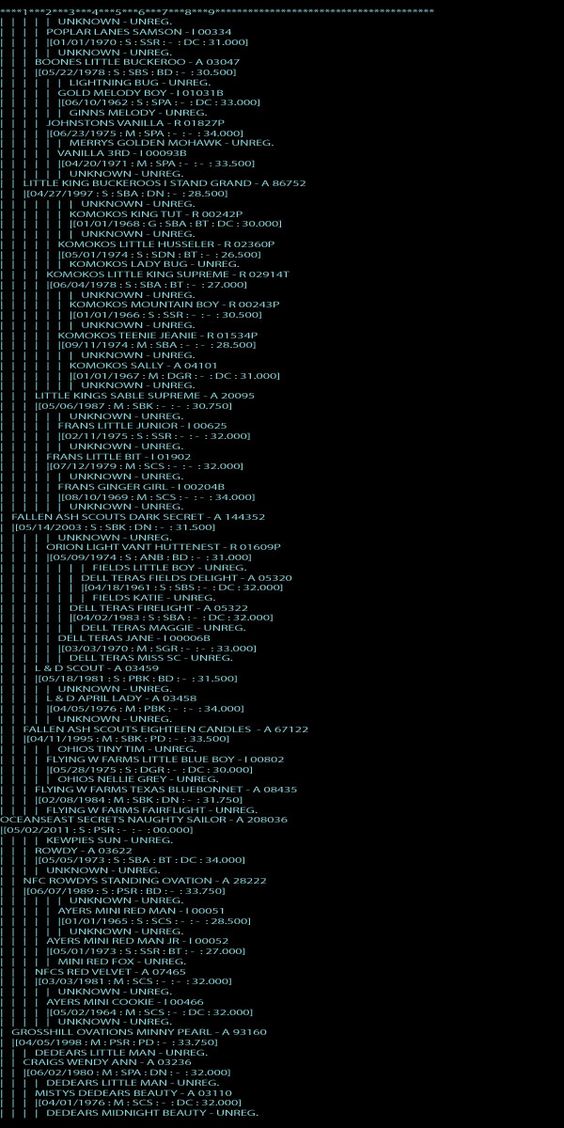 ****1***2***3***4***5***6***7***8***9**************************************
| | | | | UNKNOWN - UNREG.
| | | | POPLAR LANES SAMSON - I 00334
| | | | |[01/01/1970 : S : SSR : - : DC : 31.000]
| | | | | UNKNOWN - UNREG.
| | | BOONES LITTLE BUCKEROO - A 03047
| | | |[05/22/1978 : S : SBS : BD : - : 30.500]
| | | | | | LIGHTNING BUG - UNREG.
| | | | | GOLD MELODY BOY - I 01031B
| | | | | |[06/10/1962 : S : SPA : - : DC : 33.000]
| | | | | | GINNS MELODY - UNREG.
| | | | JOHNSTONS VANILLA - R 01827P
| | | | |[06/23/1975 : M : SPA : - : - : 34.000]
| | | | | | MERRYS GOLDEN MOHAWK - UNREG.
| | | | | VANILLA 3RD - I 00093B
| | | | | |[04/20/1971 : M : SPA : - : - : 33.500]
| | | | | | UNKNOWN - UNREG.
| | LITTLE KING BUCKEROOS I STAND GRAND - A 86752
| | |[04/27/1997 : S : SBA : DN : - : 28.500]
| | | | | | | UNKNOWN - UNREG.
| | | | | | KOMOKOS KING TUT - R 00242P
| | | | | | |[01/01/1968 : G : SBA : BT : DC : 30.000]
| | | | | | | UNKNOWN - UNREG.
| | | | | KOMOKOS LITTLE HUSSELER - R 02360P
| | | | | |[05/01/1974 : S : SDN : BT : - : 26.500]
| | | | | | KOMOKOS LADY BUG - UNREG.
| | | | KOMOKOS LITTLE KING SUPREME - R 02914T
| | | | |[06/04/1978 : S : SBA : BT : - : 27.000]
| | | | | | | UNKNOWN - UNREG.
| | | | | | KOMOKOS MOUNTAIN BOY - R 00243P
| | | | | | |[01/01/1966 : S : SSR : - : - : 30.500]
| | | | | | | UNKNOWN - UNREG.
| | | | | KOMOKOS TEENIE JEANIE - R 01534P
| | | | | |[09/11/1974 : M : SBA : - : - : 28.500]
| | | | | | | UNKNOWN - UNREG.
| | | | | | KOMOKOS SALLY - A 04101
| | | | | | |[01/01/1967 : M : DGR : - : DC : 31.000]
| | | | | | | UNKNOWN - UNREG.
| | | LITTLE KINGS SABLE SUPREME - A 20095
| | | |[05/06/1987 : M : SBK : - : - : 30.750]
| | | | | | UNKNOWN - UNREG.
| | | | | FRANS LITTLE JUNIOR - I 00625
| | | | | |[02/11/1975 : S : SSR : - : - : 32.000]
| | | | | | UNKNOWN - UNREG.
| | | | FRANS LITTLE BIT - I 01902
| | | | |[07/12/1979 : M : SCS : - : - : 32.000]
| | | | | | UNKNOWN - UNREG.
| | | | | FRANS GINGER GIRL - I 00204B
| | | | | |[08/10/1969 : M : SCS : - : - : 34.000]
| | | | | | UNKNOWN - UNREG.
| FALLEN ASH SCOUTS DARK SECRET - A 144352
| |[05/14/2003 : S : SBK : DN : - : 31.500]
| | | | | UNKNOWN - UNREG.
| | | | ORION LIGHT VANT HUTTENEST - R 01609P
| | | | |[05/09/1974 : S : ANB : BD : - : 31.000]
| | | | | | | | FIELDS LITTLE BOY - UNREG.
| | | | | | | DELL TERAS FIELDS DELIGHT - A 05320
| | | | | | | |[04/18/1961 : S : SBS : - : DC : 32.000]
| | | | | | | | FIELDS KATIE - UNREG.
| | | | | | DELL TERAS FIRELIGHT - A 05322
| | | | | | |[04/02/1983 : S : SBA : - : DC : 32.000]
| | | | | | | DELL TERAS MAGGIE - UNREG.
| | | | | DELL TERAS JANE - I 00006B
| | | | | |[03/03/1970 : M : SGR : - : - : 33.000]
| | | | | | DELL TERAS MISS SC - UNREG.
| | | L & D SCOUT - A 03459
| | | |[05/18/1981 : S : PBK : BD : - : 31.500]
| | | | | UNKNOWN - UNREG.
| | | | L & D APRIL LADY - A 03458
| | | | |[04/05/1976 : M : PBK : - : - : 34.000]
| | | | | UNKNOWN - UNREG.
| | FALLEN ASH SCOUTS EIGHTEEN CANDLES - A 67122
| | |[04/11/1995 : M : SBK : PD : - : 33.500]
| | | | | OHIOS TINY TIM - UNREG.
| | | | FLYING W FARMS LITTLE BLUE BOY - I 00802
| | | | |[05/28/1975 : S : DGR : - : DC : 30.000]
| | | | | OHIOS NELLIE GREY - UNREG.
| | | FLYING W FARMS TEXAS BLUEBONNET - A 08435
| | | |[02/08/1984 : M : SBK : DN : - : 31.750]
| | | | FLYING W FARMS FAIRFLIGHT - UNREG.
OCEANSEAST SECRETS NAUGHTY SAILOR - A 208036
|[05/02/2011 : S : PSR : - : - : 00.000]
| | | | KEWPIES SUN - UNREG.
| | | ROWDY - A 03622
| | | |[05/05/1973 : S : SBA : BT : DC : 34.000]
| | | | UNKNOWN - UNREG.
| | NFC ROWDYS STANDING OVATION - A 28222
| | |[06/07/1989 : S : PSR : BD : - : 33.750]
| | | | | | UNKNOWN - UNREG.
| | | | | AYERS MINI RED MAN - I 00051
| | | | | |[01/01/1965 : S : SCS : - : - : 28.500]
| | | | | | UNKNOWN - UNREG.
| | | | AYERS MINI RED MAN JR - I 00052
| | | | |[05/01/1973 : S : SSR : BT : - : 27.000]
| | | | | MINI RED FOX - UNREG.
| | | NFCS RED VELVET - A 07465
| | | |[03/03/1981 : M : SCS : - : - : 32.000]
| | | | | UNKNOWN - UNREG.
| | | | AYERS MINI COOKIE - I 00466
| | | | |[05/02/1964 : M : SCS : - : DC : 32.000]
| | | | | UNKNOWN - UNREG.
| GROSSHILL OVATIONS MINNY PEARL - A 93160
| |[04/05/1998 : M : PSR : PD : - : 33.750]
| | | DEDEARS LITTLE MAN - UNREG.
| | CRAIGS WENDY ANN - A 03236
| | |[06/02/1980 : M : SPA : DN : - : 32.000]
| | | | DEDEARS LITTLE MAN - UNREG.
| | | MISTYS DEDEARS BEAUTY - A 03110
| | | |[04/01/1976 : M : SCS : - : DC : 32.000]
| | | | DEDEARS MIDNIGHT BEAUTY - UNREG.